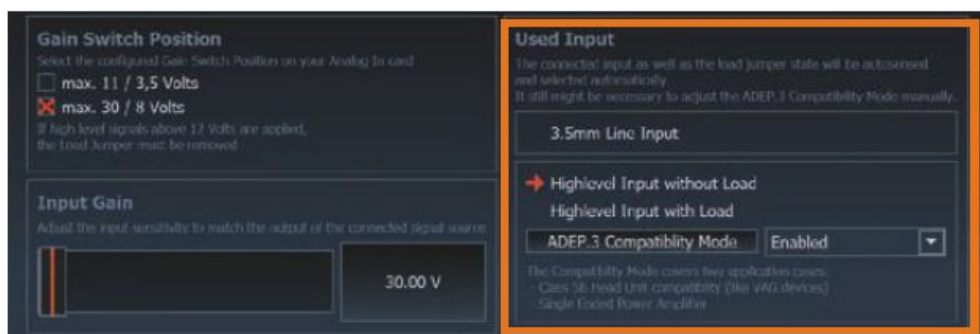 Gain Switch Position
Select the configured Gain Switch Position on your Analog In card
max. 11 / 3,5 Volts
max. 30 / 8 Volts
If high level signals above 12 Volts are applied,
the Load Jumper must be removed
Input Gain
Adjust the input sensitivity to match the output of the connected signal source
30.00 V
Used Input
The connected input as well as the load jumper state will be autosensed
and selected automatically.
It still might be necessary to adjust the ADEP.3 Compatibility Mode manually.
3.5mm Line Input
Highlevel Input without Load
Highlevel Input with Load
ADEP.3 Compatiblity Mode
Enabled
The Compatiblity Mode covers two application cases:
- Class SB Head Unit compatiblity (like VAG devices)
- Single Ended Power Amplifier